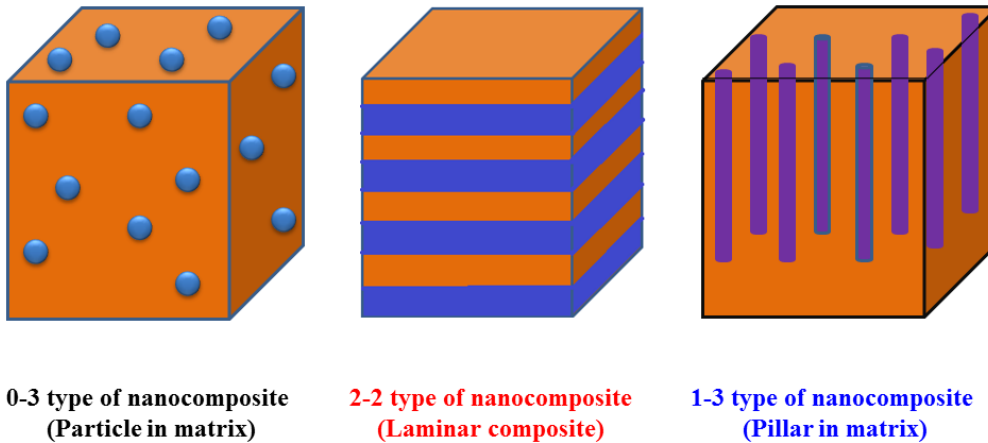 0-3 type of nanocomposite
(Particle in matrix)
2-2 type of nanocomposite
(Laminar composite)
1-3 type of nanocomposite
(Pillar in matrix)